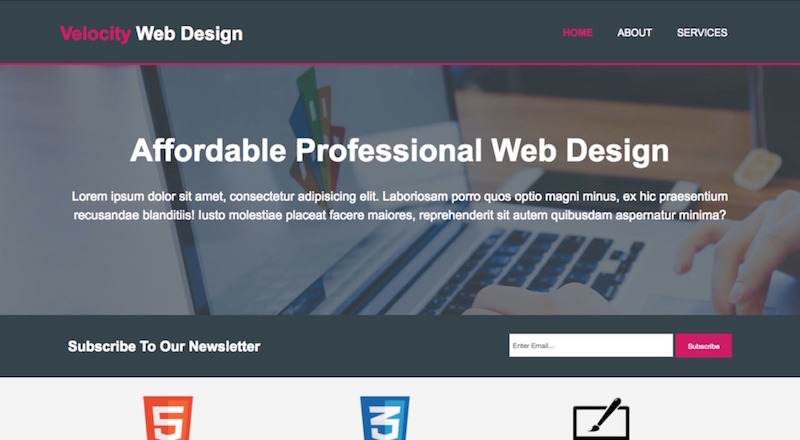 Velocity Web Design
HOME ABOUT SERVICES
Affordable Professional Web Design
Lorem ipsum dolor sit amet, consectetur adipisicing elit. Laboriosam porro quos optio magni minus, ex hic praesentium
recusandae blanditiis! Iusto molestiae placeat facere maiores, reprehenderit sit autem quibusdam aspernatur minima?
Subscribe To Our Newsletter
Enter Email...
Subscribe
5
3